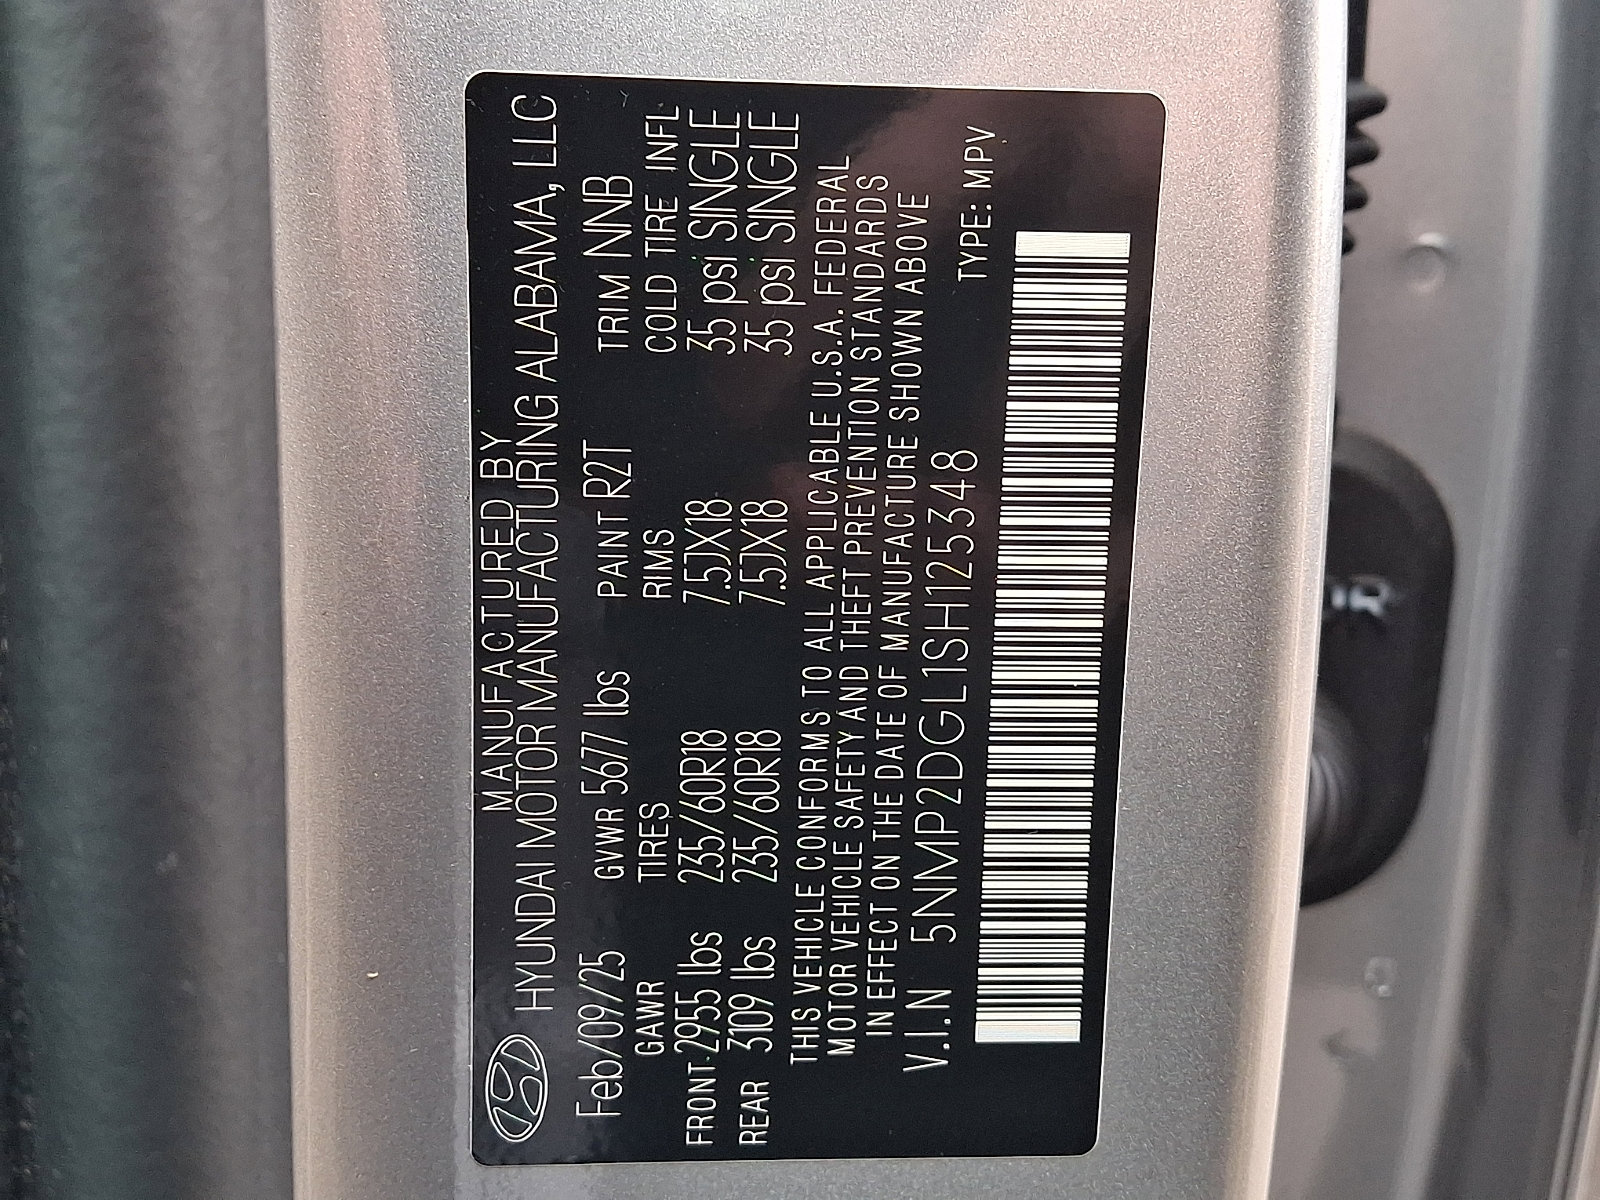 MANUFACTURED BY
HYUNDAI MOTOR MANUFACTURING ALABAMA, LLC
Feb/09/25 GVWR 5677 lbs PAINT R2T TRIM NNB
GAWR TIRES RIMS COLD TIRE INFL
FRONT 2955 lbs 235/60R18 7.5JX18 35 psi SINGLE
REAR 3109 lbs 235/60R18 7.5JX18 35 psi SINGLE
THIS VEHICLE CONFORMS TO ALL APPLICABLE U.S.A. FEDERAL
MOTOR VEHICLE SAFETY AND THEFT PREVENTION STANDARDS
IN EFFECT ON THE DATE OF MANUFACTURE SHOWN ABOVE
V.I.N 5NMP2DGL1SH125348 TYPE: MPV